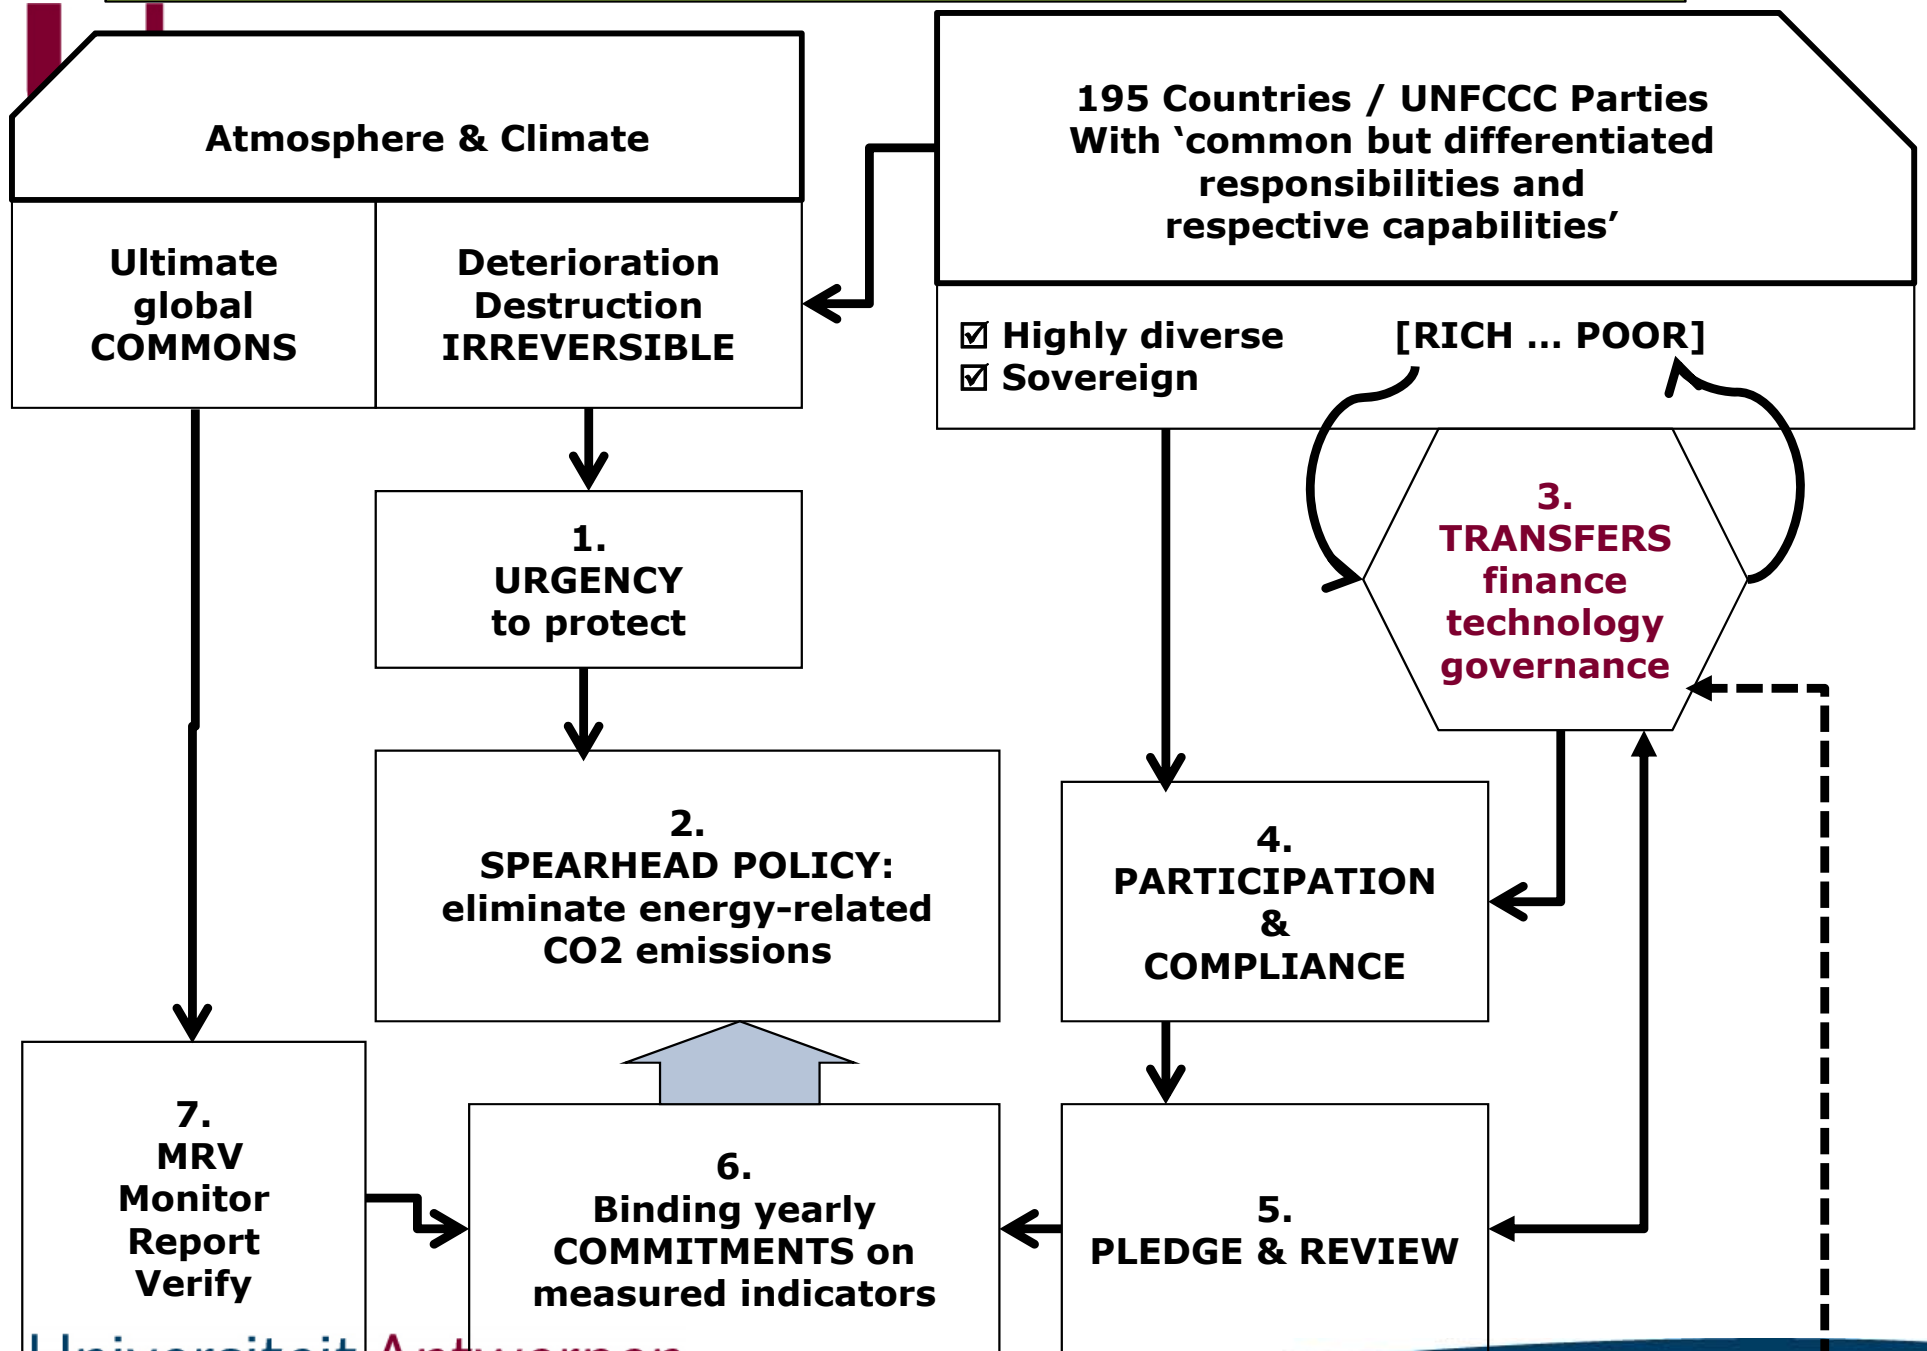 Atmosphere & Climate
Ultimate
global
COMMONS
Deterioration
Destruction
IRREVERSIBLE
195 Countries / UNFCCC Parties
With ‘common but differentiated
responsibilities and
respective capabilities’
☑ Highly diverse [RICH ... POOR]
☑ Sovereign
1.
URGENCY
to protect
2.
SPEARHEAD POLICY:
eliminate energy-related
CO2 emissions
3.
TRANSFERS
finance
technology
governance
4.
PARTICIPATION
&
COMPLIANCE
7.
MRV
Monitor
Report
Verify
6.
Binding yearly
COMMITMENTS on
measured indicators
5.
PLEDGE & REVIEW
Universiteit Antwerpen